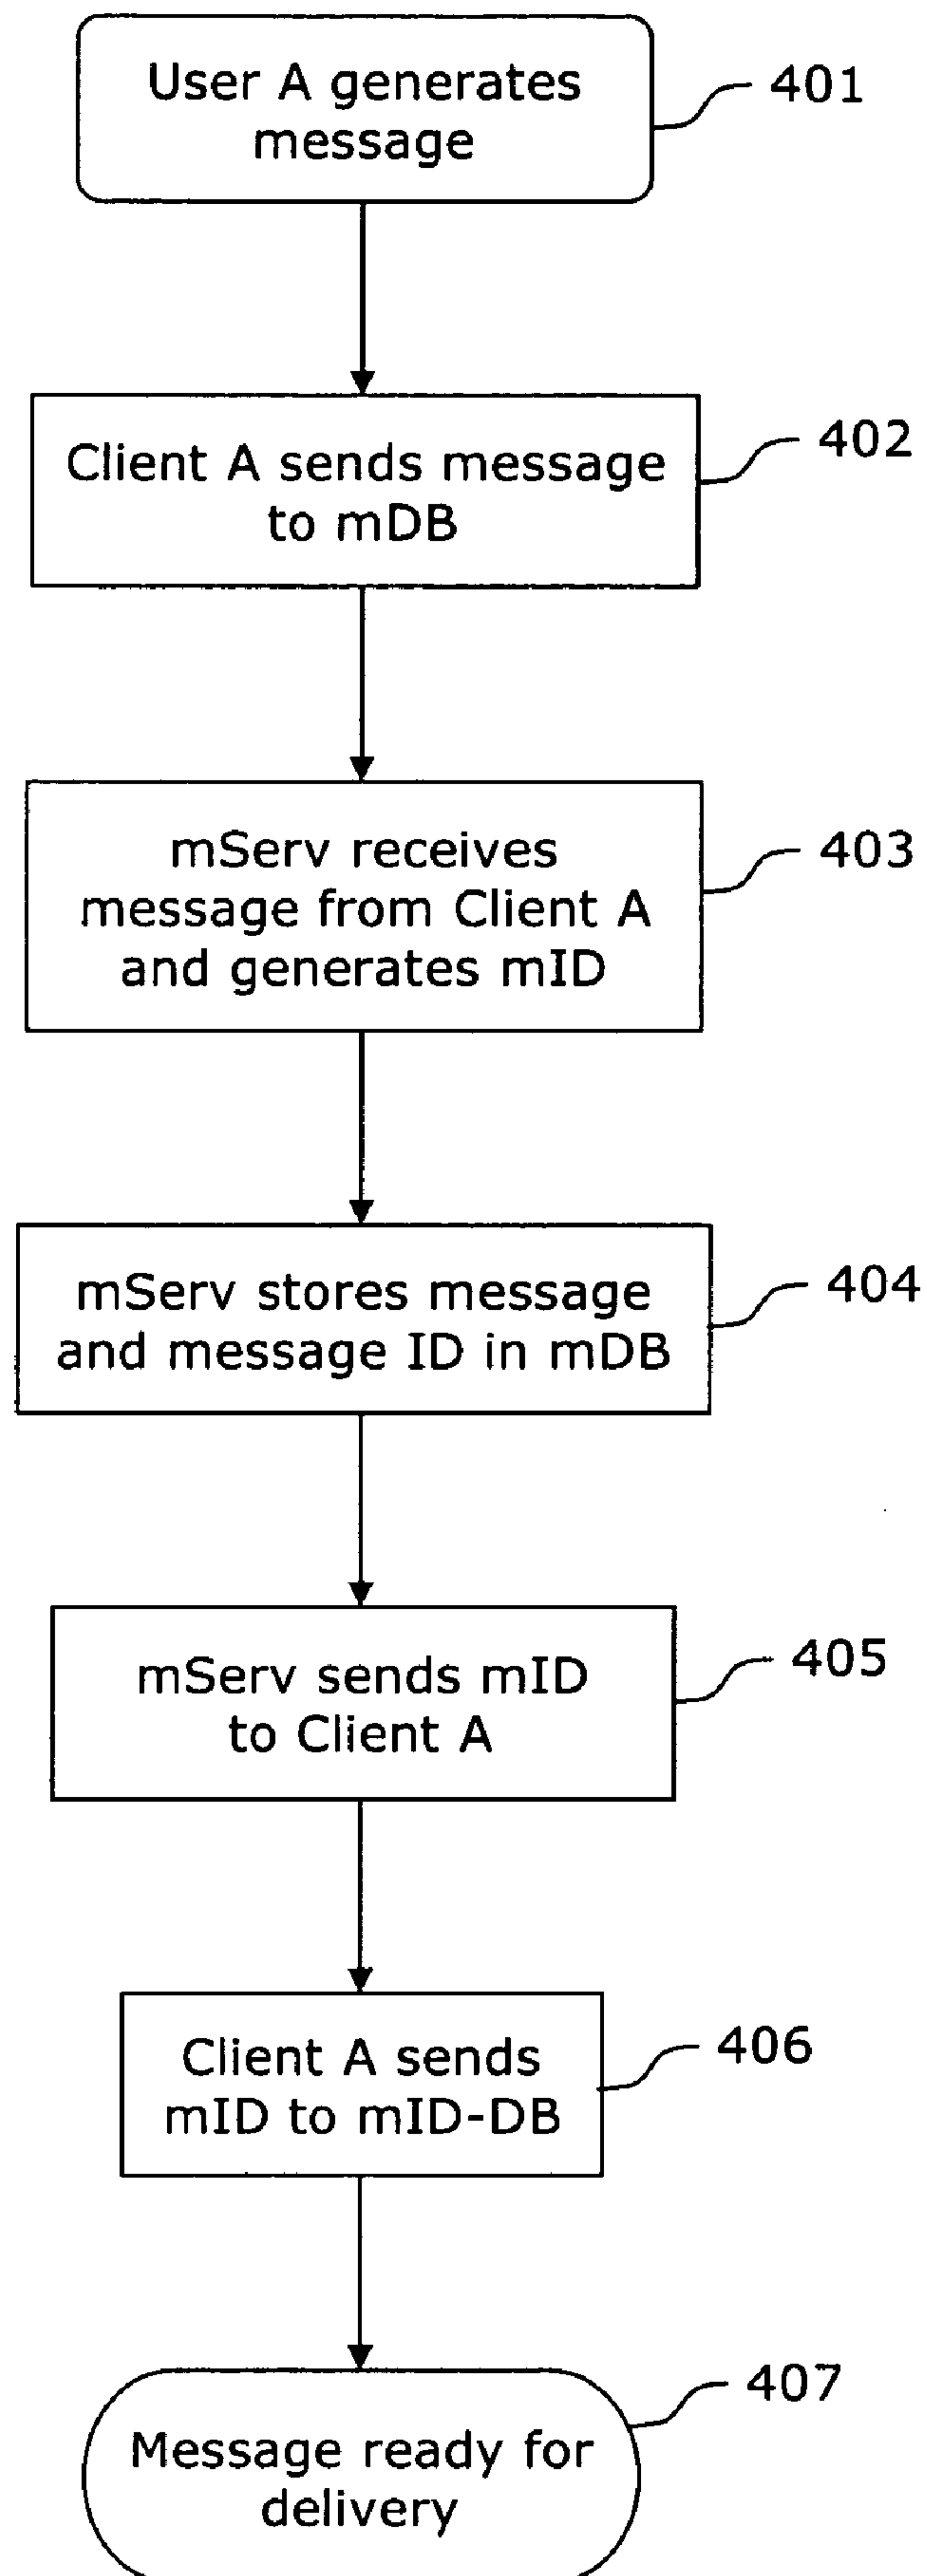 User A generates
message
401
Client A sends message
to mDB
402
mServ receives
message from Client A
and generates mID
403
mServ stores message
and message ID in mDB
404
mServ sends mID
to Client A
405
Client A sends
mID to mID-DB
406
Message ready for
delivery
407